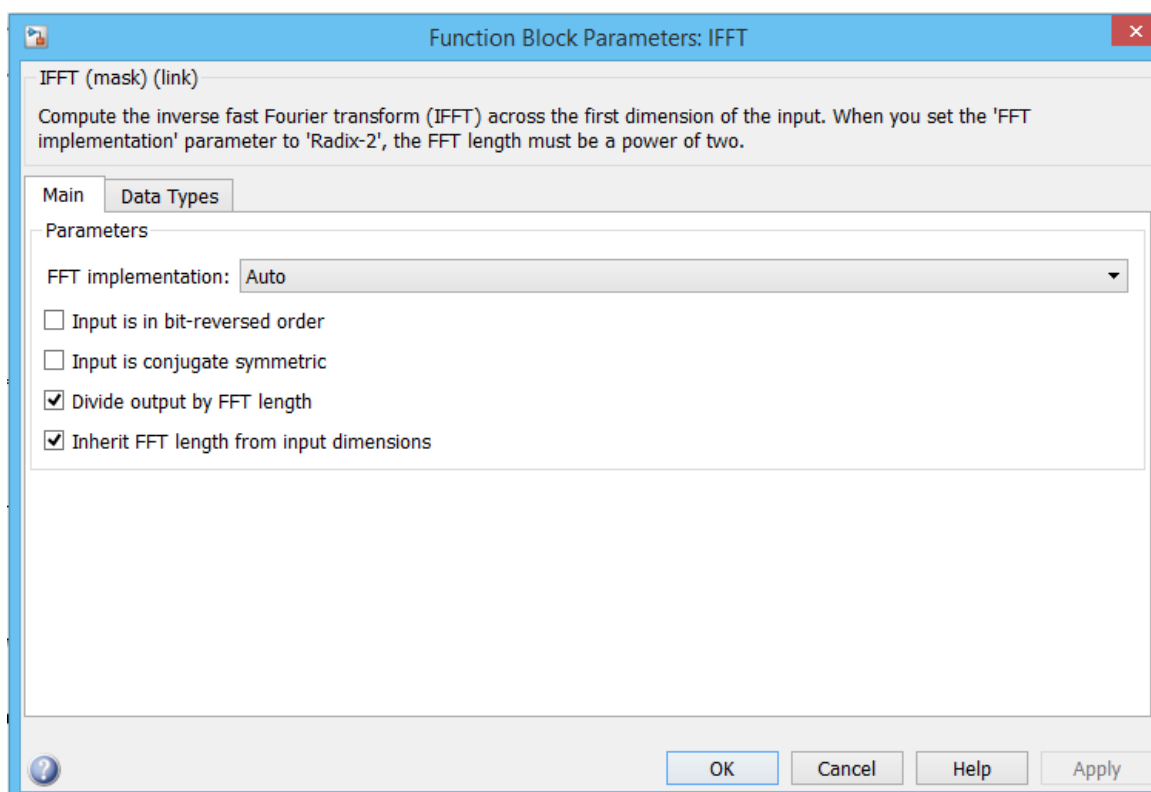 Function Block Parameters: IFFT
IFFT (mask) (link)
Compute the inverse fast Fourier transform (IFFT) across the first dimension of the input. When you set the 'FFT
implementation' parameter to 'Radix-2', the FFT length must be a power of two.
Main Data Types
Parameters
FFT implementation: Auto
Input is in bit-reversed order
Input is conjugate symmetric
Divide output by FFT length
Inherit FFT length from input dimensions
OK Cancel Help Apply